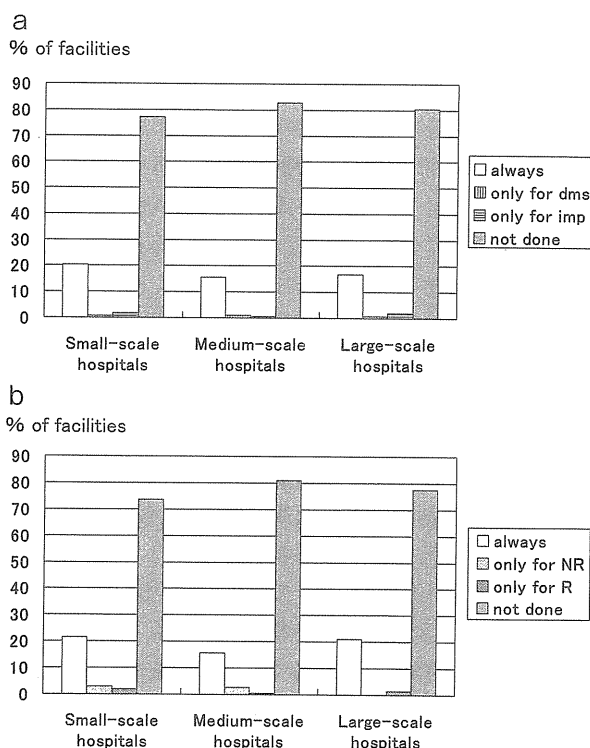 a
% of facilities
90
80
70
60
50
40
30
20
10
0
Small-scale hospitals
Medium-scale hospitals
Large-scale hospitals
always
only for dms
only for imp
not done
b
% of facilities
90
80
70
60
50
40
30
20
10
0
Small-scale hospitals
Medium-scale hospitals
Large-scale hospitals
always
only for NR
only for R
not done